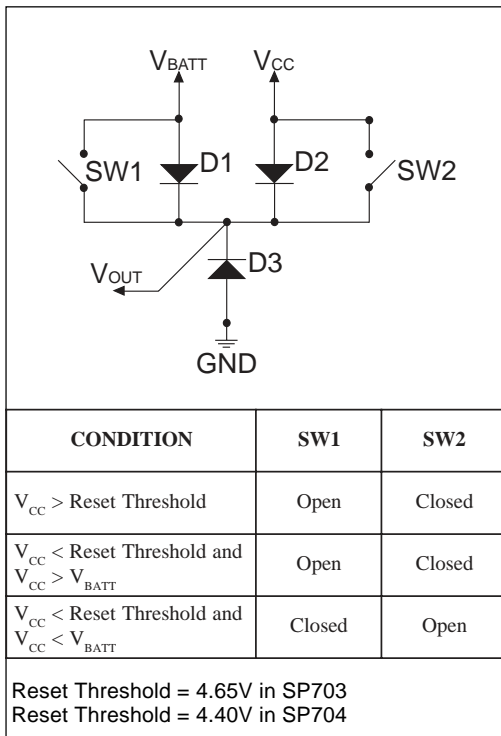 VBATT VCC
SW1 D1 D2 SW2
VOUT D3
GND
CONDITION SW1 SW2
VCC > Reset Threshold Open Closed
VCC < Reset Threshold and
VCC > VBATT Open Closed
VCC < Reset Threshold and
VCC < VBATT Closed Open
Reset Threshold = 4.65V in SP703
Reset Threshold = 4.40V in SP704